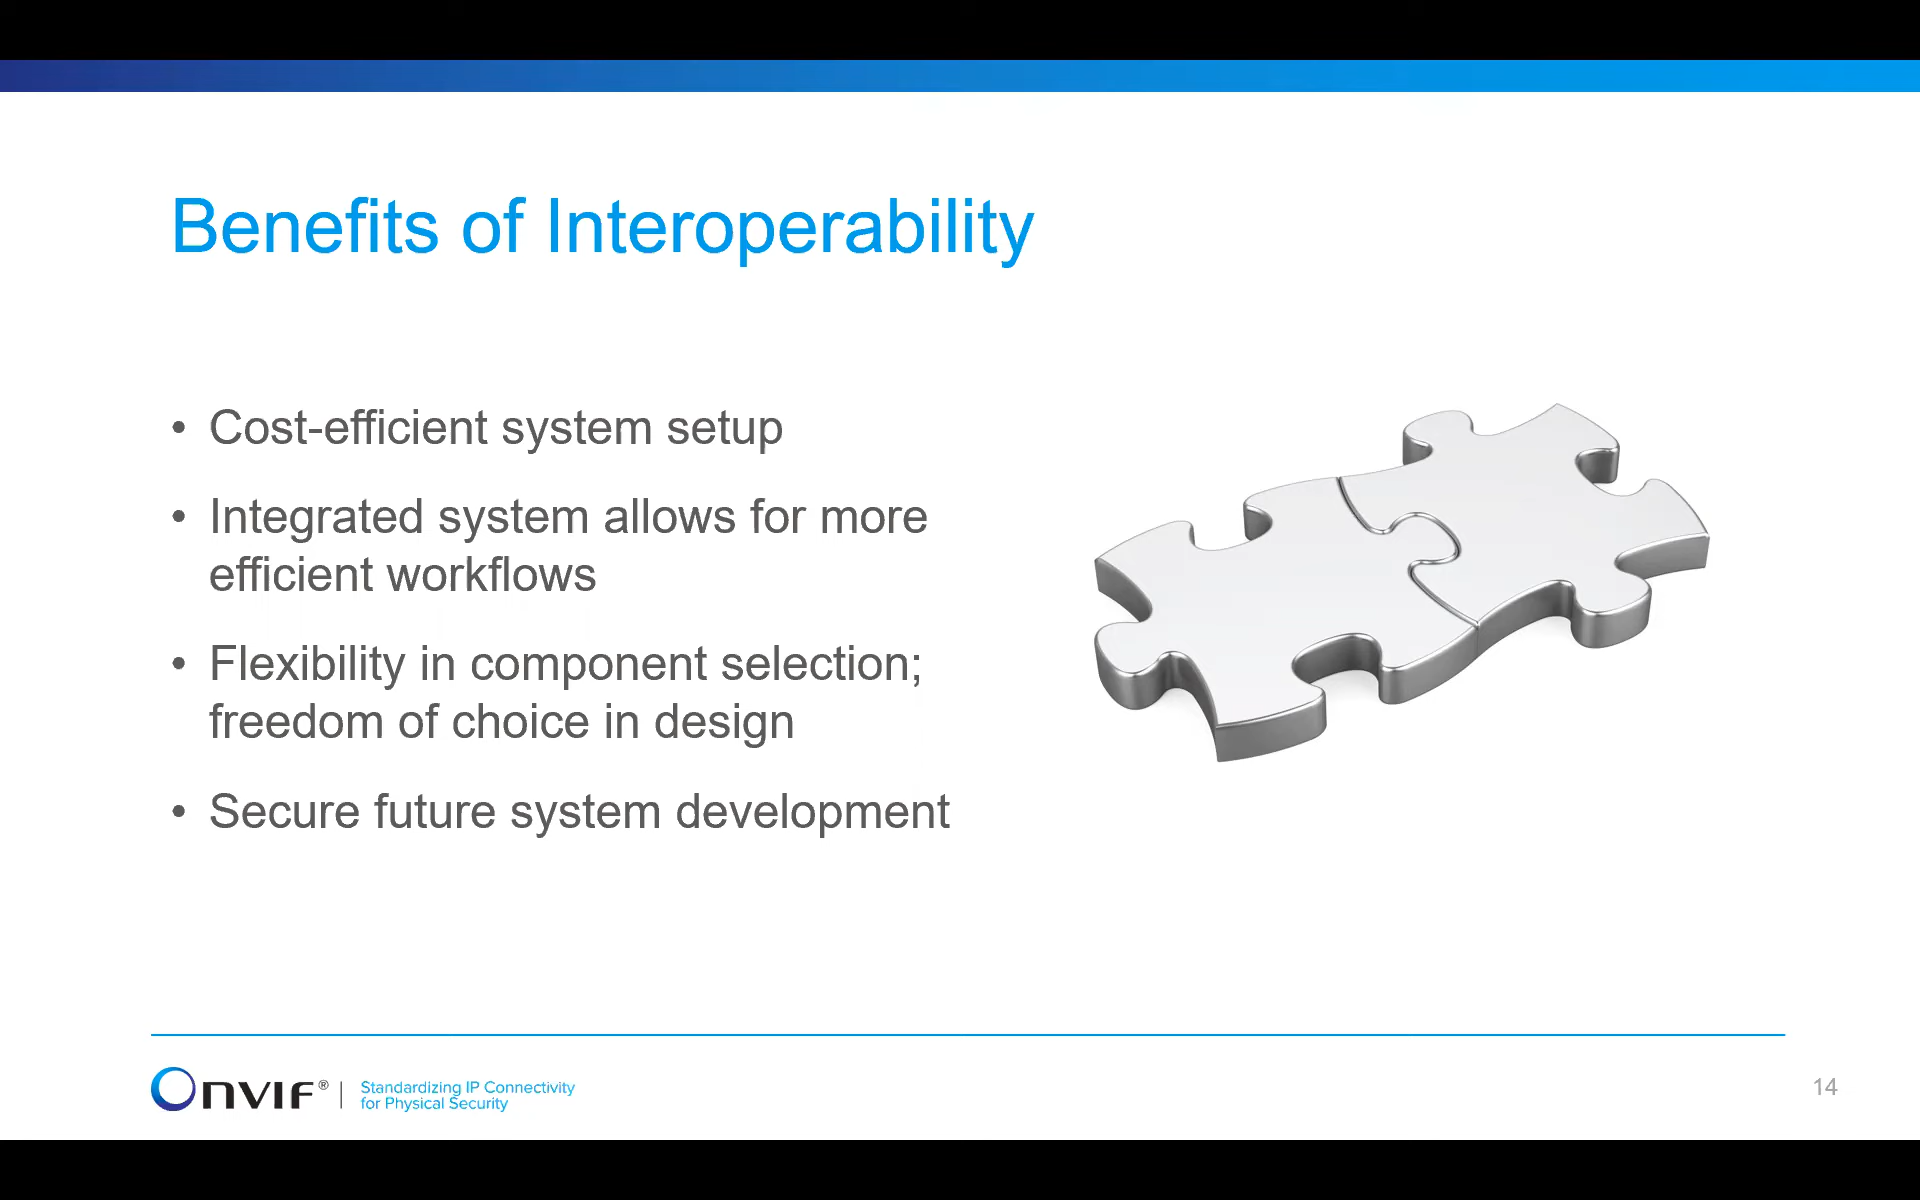 Benefits of Interoperability
• Cost-efficient system setup
• Integrated system allows for more
efficient workflows
• Flexibility in component selection;
freedom of choice in design
• Secure future system development
ONVIF® | Standardizing IP Connectivity
for Physical Security
14